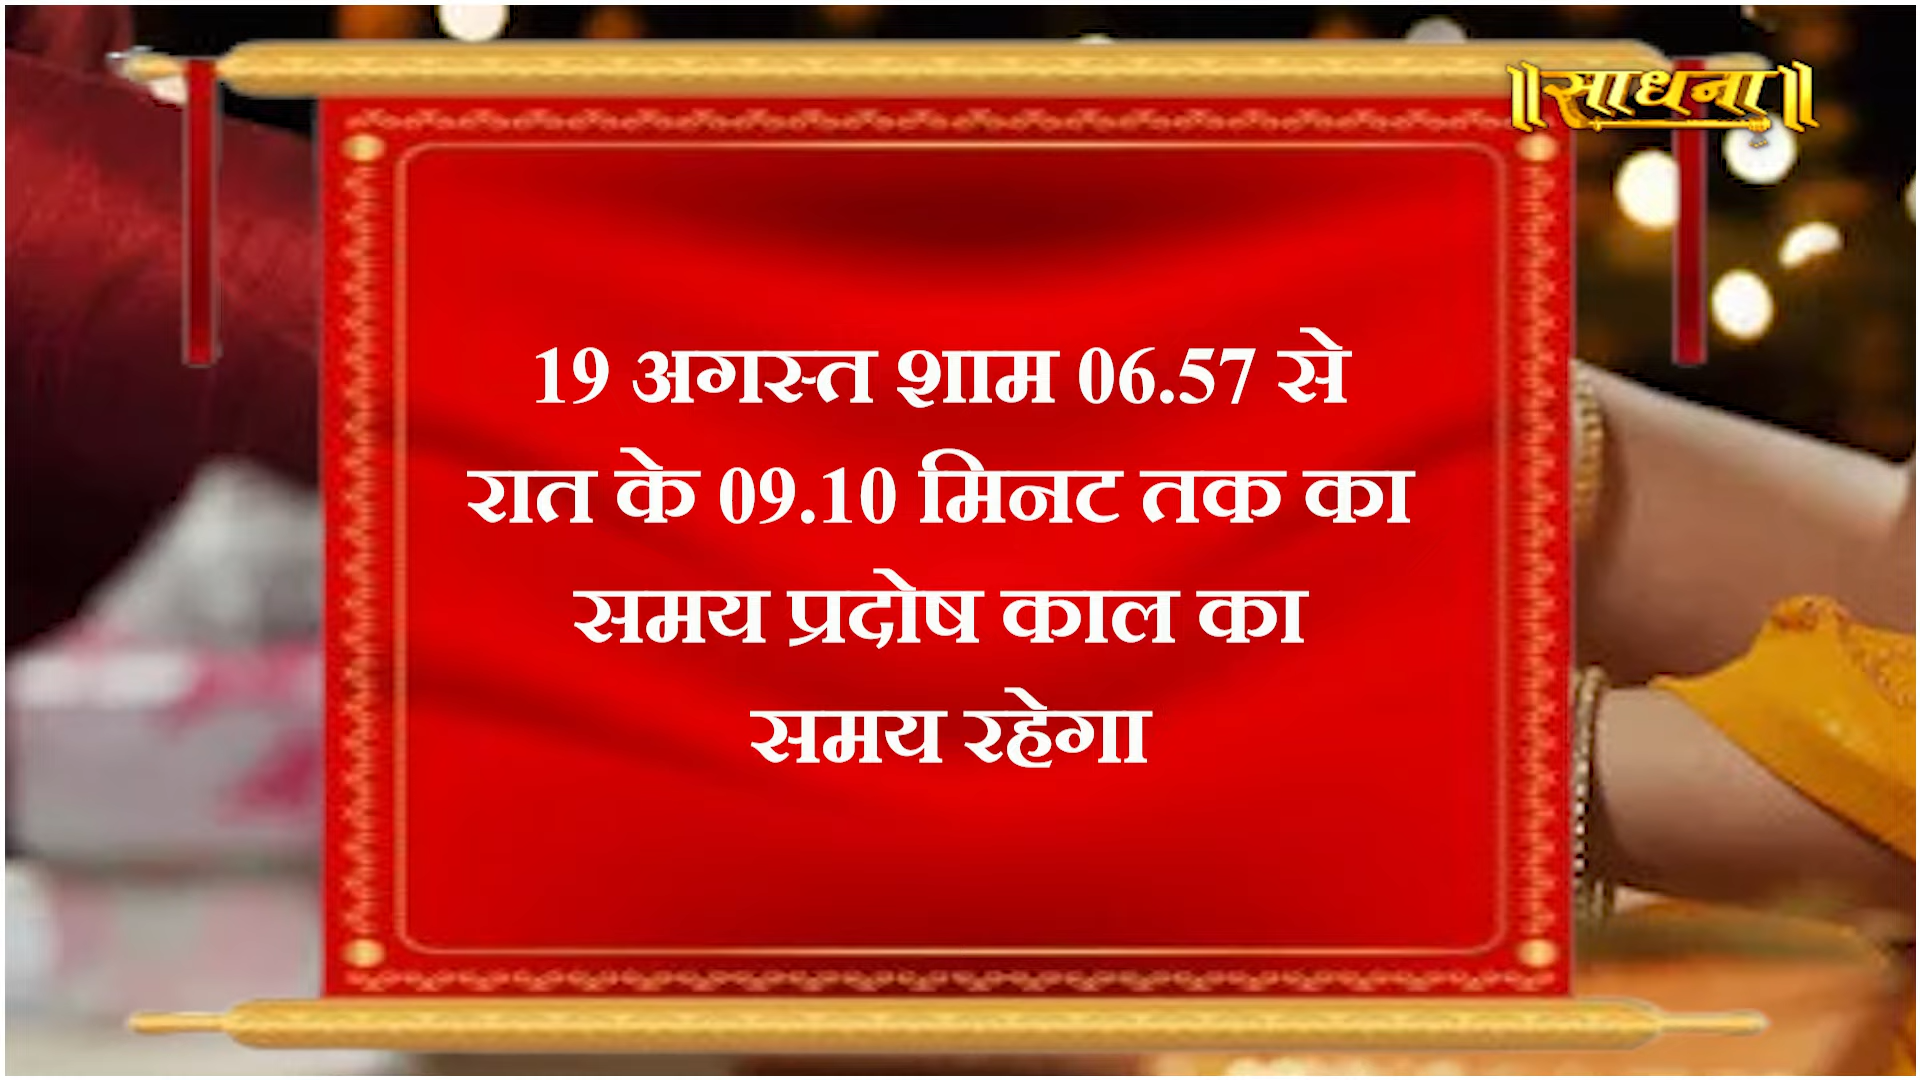 ॥साधना॥
19 अगस्त शाम 06.57 से
रात के 09.10 मिनट तक का
समय प्रदोष काल का
समय रहेगा